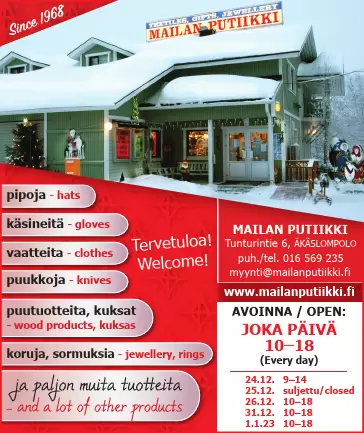 Since 1968
TEXTILES, GIFTS, JEWELLERY
MAILAN PUTIIKKI
pipoja - hats
käsineitä - gloves
vaatteita - clothes
puukkoja - knives
puutuotteita, kuksat
- wood products, kuksas
koruja, sormuksia - jewellery, rings
ja paljon muita tuotteita
- and a lot of other products
Tervetuloa!
Welcome!
MAILAN PUTIIKKI
Tunturintie 6, ÄKÄSLOMPOLO
puh./tel. 016 569 235
myynti@mailanputiikki.fi
www.mailanputiikki.fi
AVOINNA / OPEN:
JOKA PÄIVÄ
10–18
(Every day)
24.12. 9–14
25.12. suljettu/closed
26.12. 10–18
31.12. 10–18
1.1.23 10–18